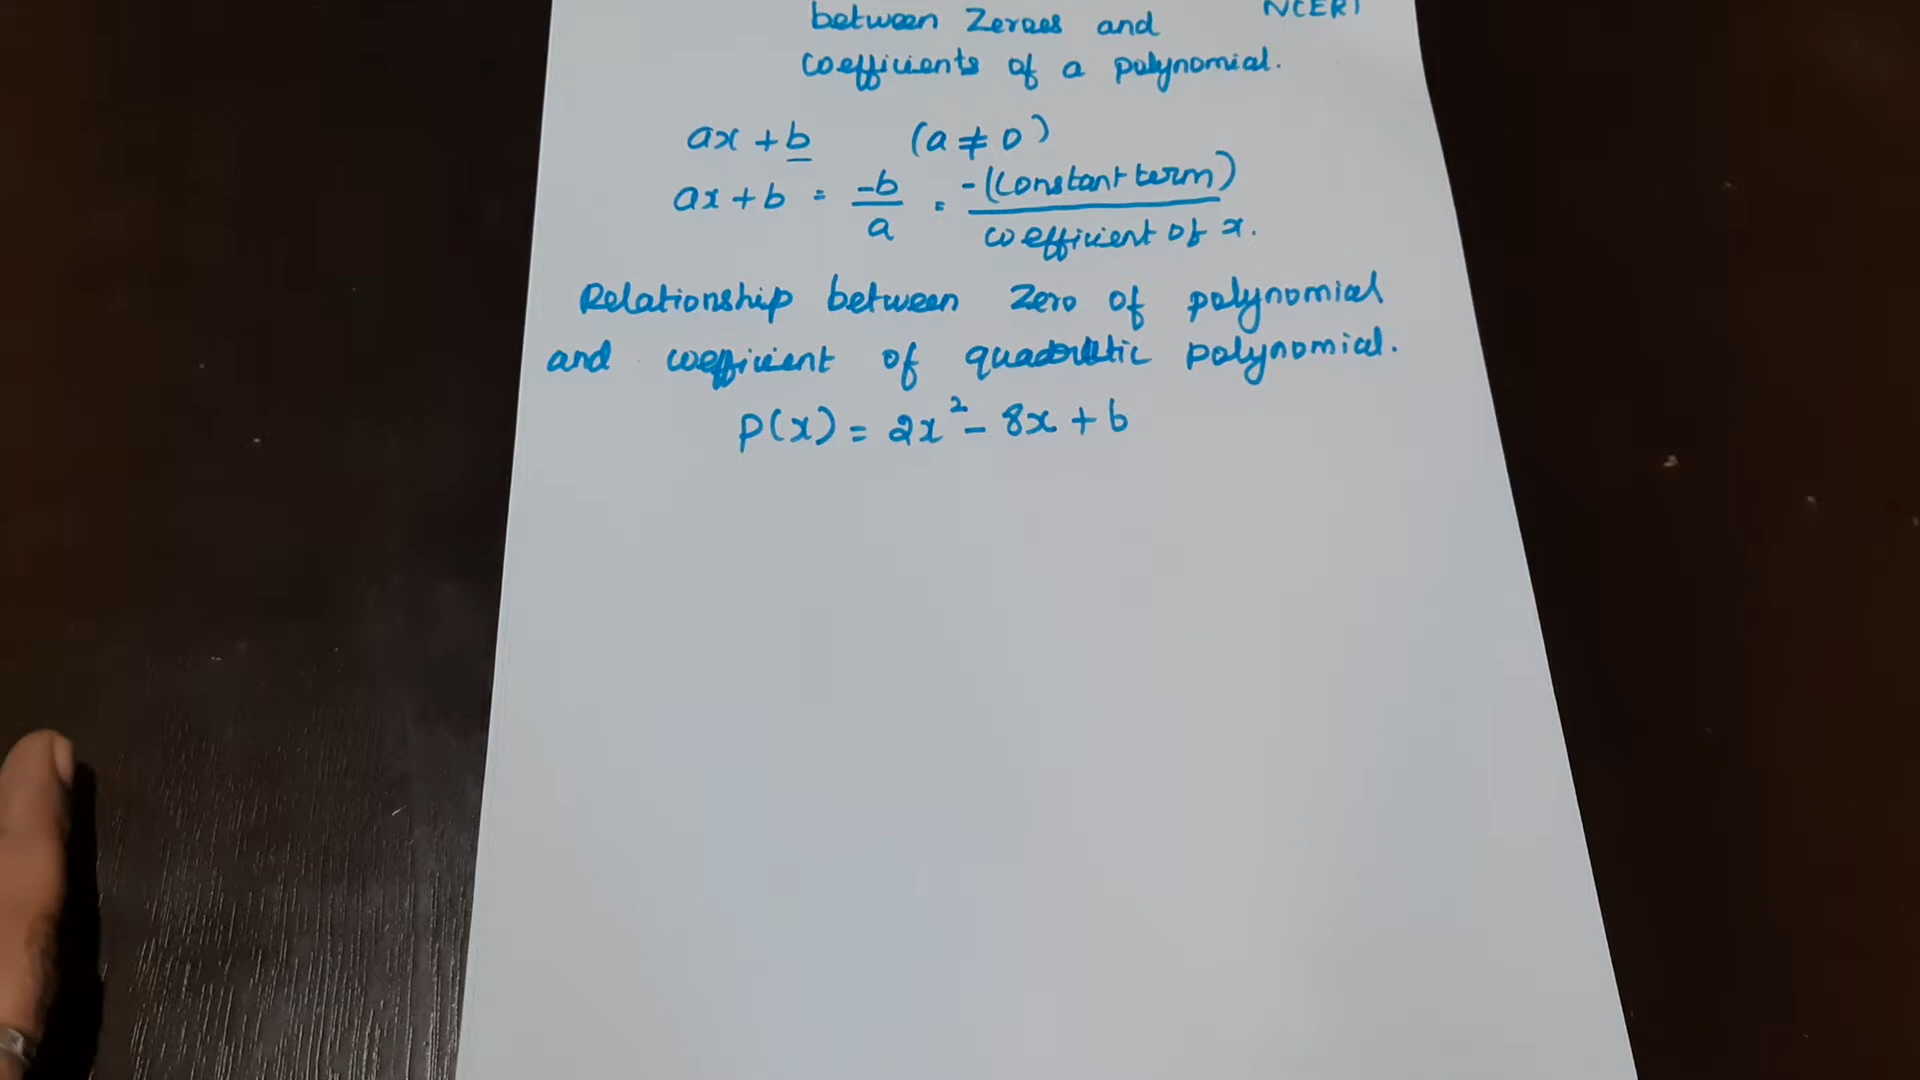 between Zeroes and NCERT
coefficients of a polynomial.
ax + b (a ≠ 0)
ax + b = -b/a = -(Constant term)/coefficient of x.
Relationship between Zero of polynomial
and coefficient of quadratic polynomial.
P(x) = 2x² - 8x + 6